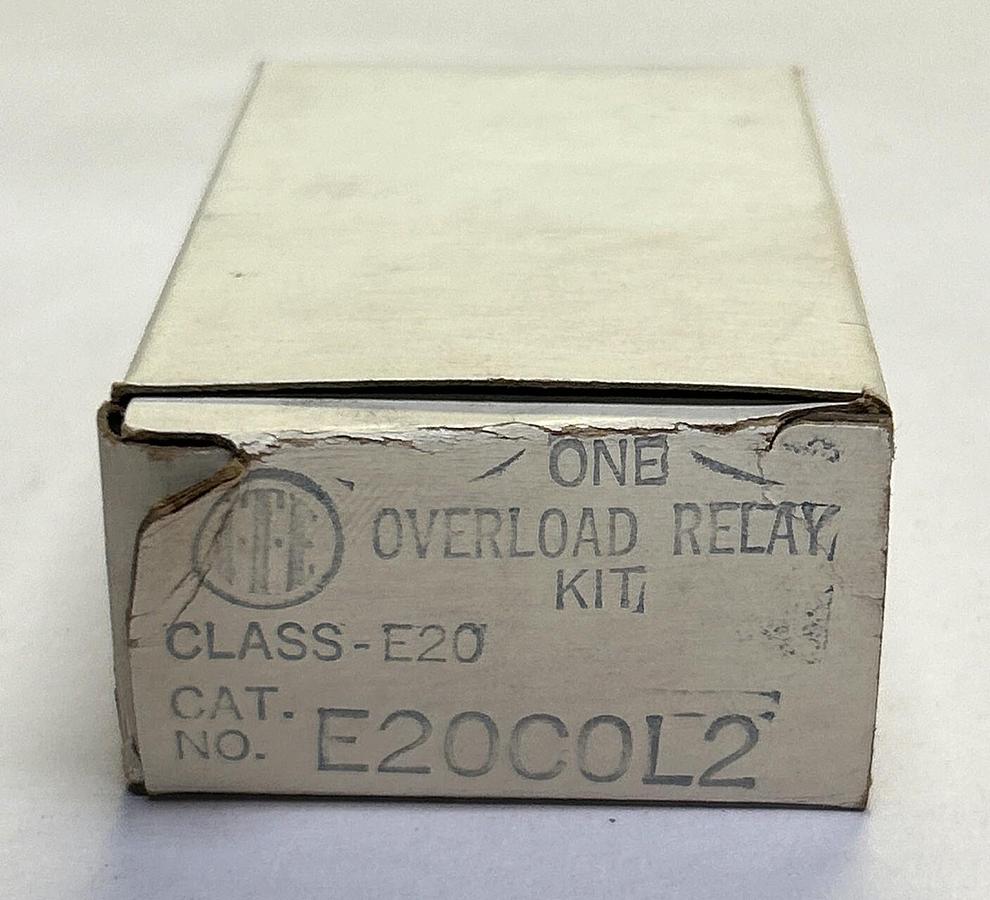 ONE
OVERLOAD RELAY
KIT
CLASS-E20
CAT.
NO. E20COL2